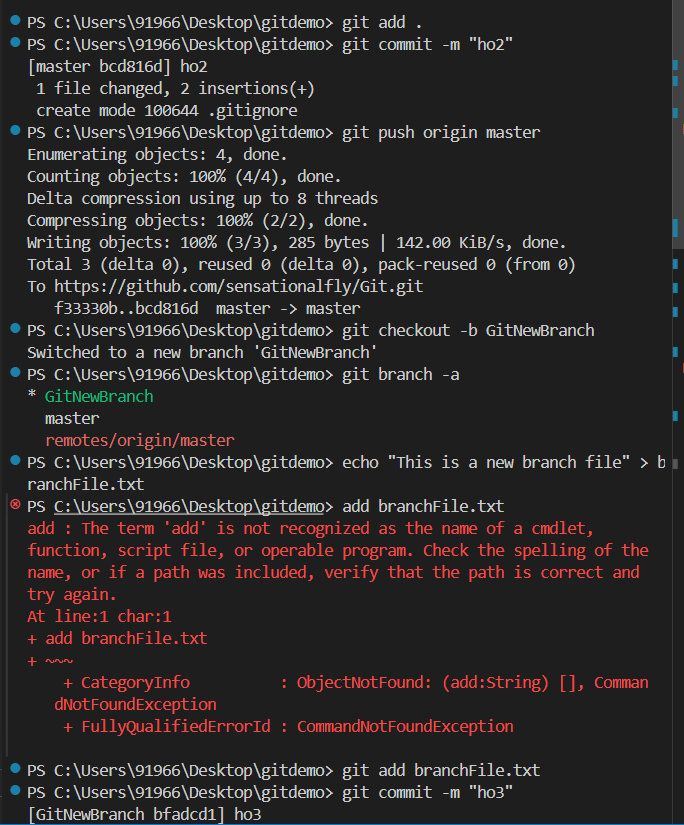 PS C:\Users\91966\Desktop\gitdemo> git add .
PS C:\Users\91966\Desktop\gitdemo> git commit -m "ho2"
[master bcd816d] ho2
 1 file changed, 2 insertions(+)
 create mode 100644 .gitignore
PS C:\Users\91966\Desktop\gitdemo> git push origin master
Enumerating objects: 4, done.
Counting objects: 100% (4/4), done.
Delta compression using up to 8 threads
Compressing objects: 100% (2/2), done.
Writing objects: 100% (3/3), 285 bytes | 142.00 KiB/s, done.
Total 3 (delta 0), reused 0 (delta 0), pack-reused 0 (from 0)
To https://github.com/sensationalfly/Git.git
   f33330b..bcd816d  master -> master
PS C:\Users\91966\Desktop\gitdemo> git checkout -b GitNewBranch
Switched to a new branch 'GitNewBranch'
PS C:\Users\91966\Desktop\gitdemo> git branch -a
* GitNewBranch
  master
  remotes/origin/master
PS C:\Users\91966\Desktop\gitdemo> echo "This is a new branch file" > b
ranchFile.txt
PS C:\Users\91966\Desktop\gitdemo> add branchFile.txt
add : The term 'add' is not recognized as the name of a cmdlet,
function, script file, or operable program. Check the spelling of the
name, or if a path was included, verify that the path is correct and
try again.
At line:1 char:1
+ add branchFile.txt
+ ~~~
    + CategoryInfo          : ObjectNotFound: (add:String) [], Comman
   dNotFoundException
    + FullyQualifiedErrorId : CommandNotFoundException
PS C:\Users\91966\Desktop\gitdemo> git add branchFile.txt
PS C:\Users\91966\Desktop\gitdemo> git commit -m "ho3"
[GitNewBranch bfadcd1] ho3